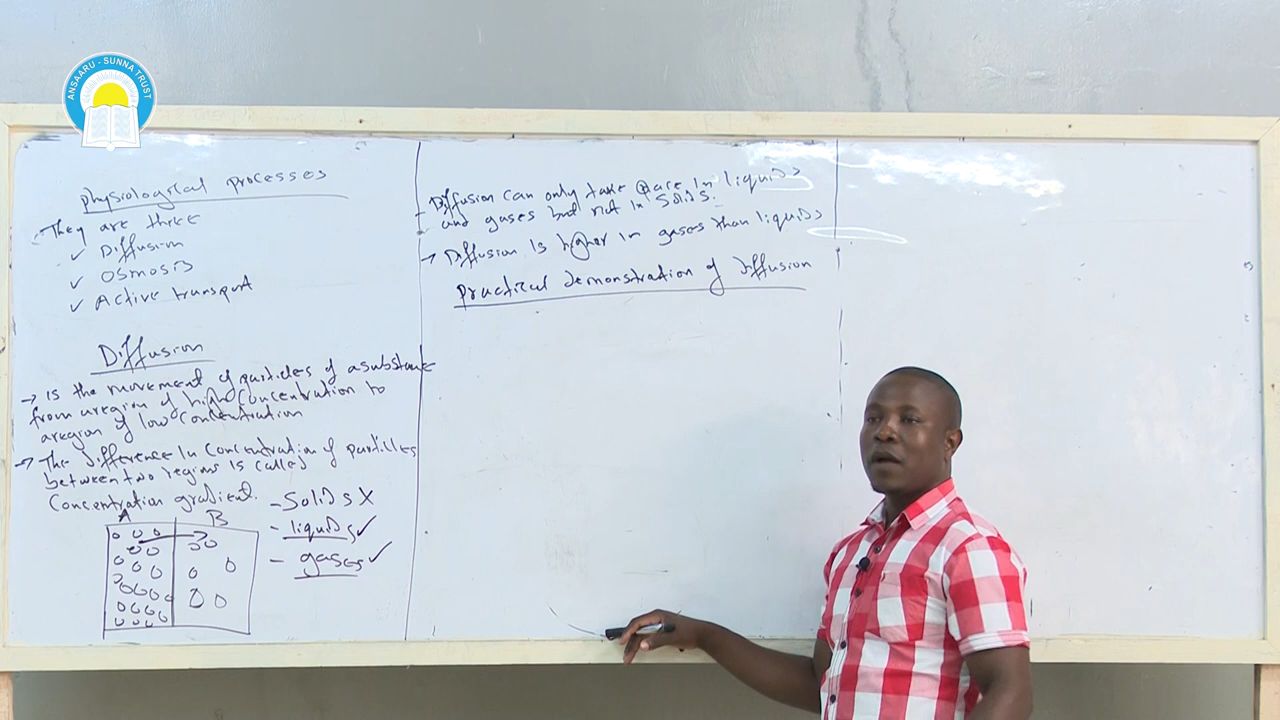 ANSAARU - SUNNA TRUST
physiological processes
They are three
✓ Diffusion
✓ Osmosis
✓ Active transport
Diffusion
→ is the movement of particles of a substance
from a region of high concentration to
a region of low concentration
→ The difference in concentration of particles
between two regions is called
Concentration gradient.
A B
- Solids X
- liquids ✓
- gases ✓
- Diffusion can only take place in liquids
and gases but not in solids.
→ Diffusion is higher in gases than liquids
practical demonstration of diffusion